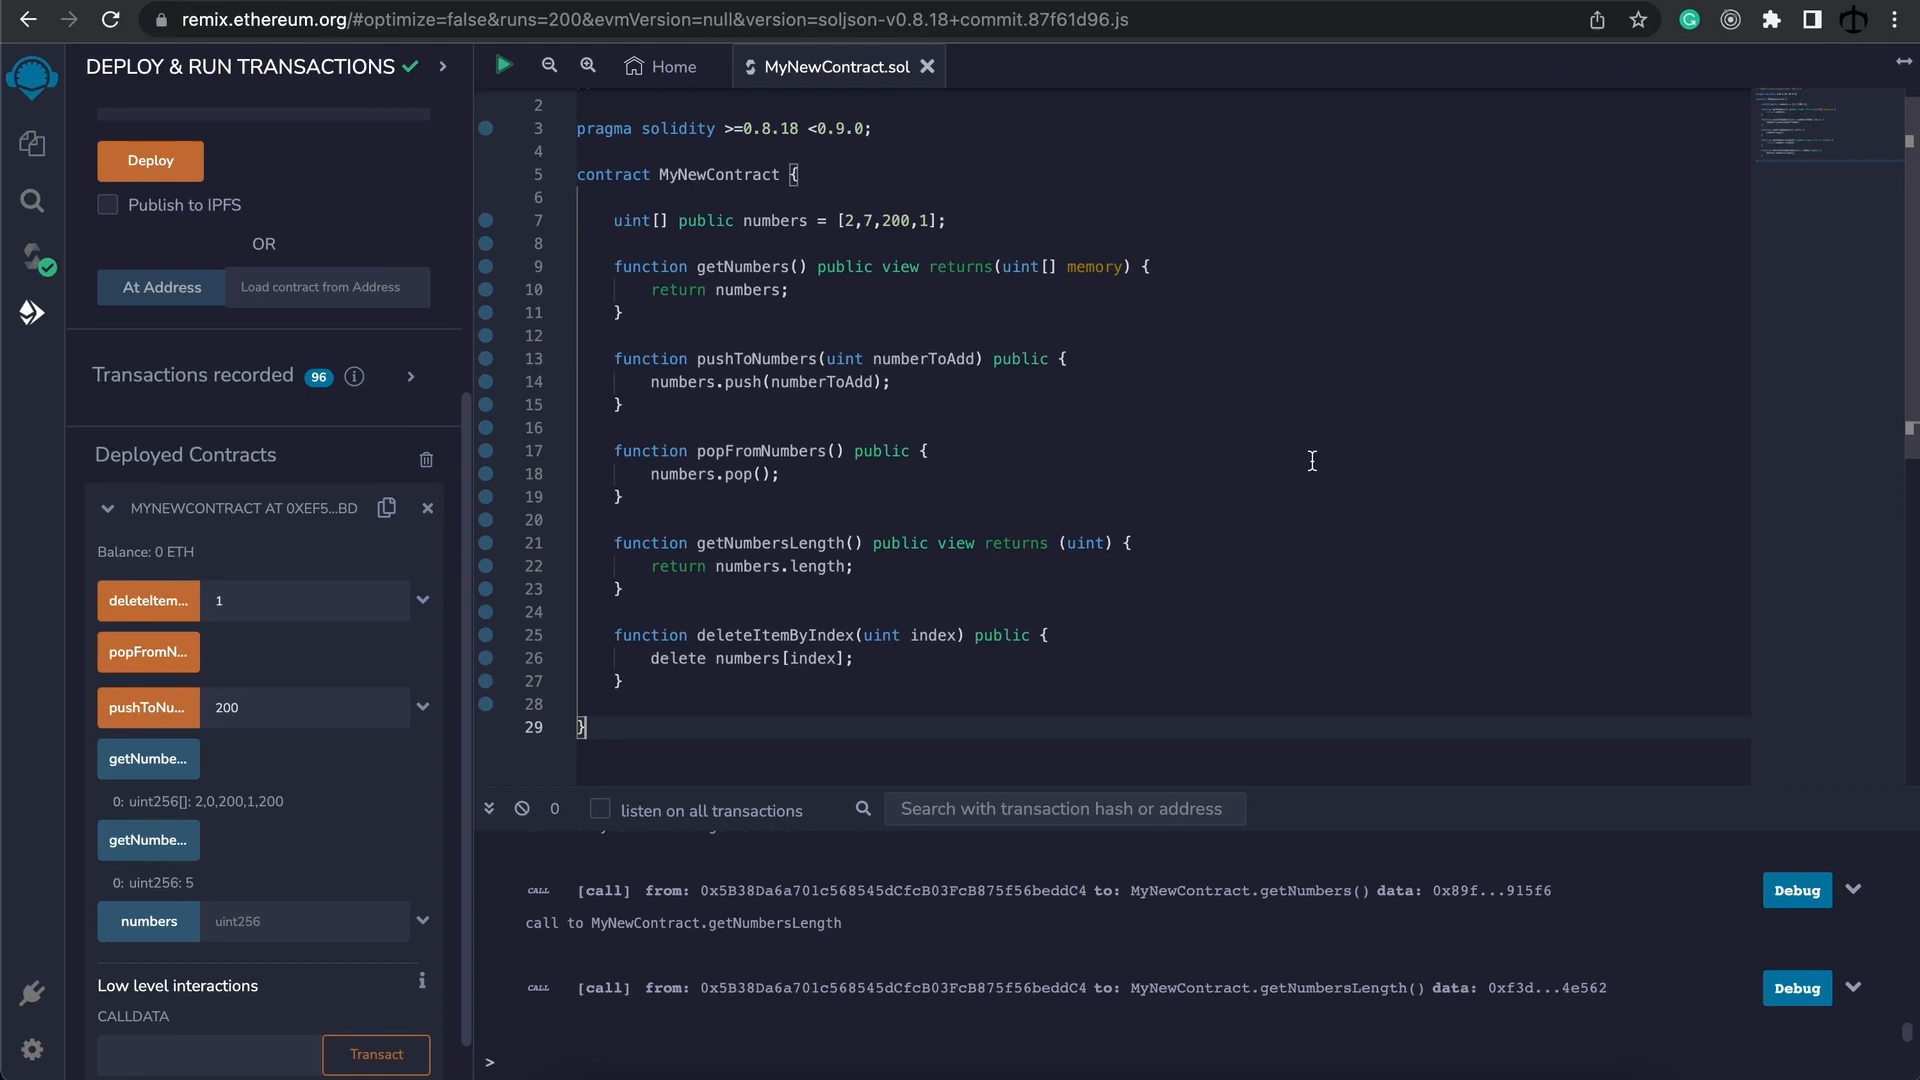 remix.ethereum.org/#optimize=false&runs=200&evmVersion=null&version=soljson-v0.8.18+commit.87f61d96.js
DEPLOY & RUN TRANSACTIONS
Deploy
Publish to IPFS
OR
At Address
Load contract from Address
Transactions recorded 96
Deployed Contracts
MYNEWCONTRACT AT 0XEF5...BD
Balance: 0 ETH
deleteItem... 1
popFromN...
pushToNu... 200
getNumbe...
0: uint256[]: 2,0,200,1,200
getNumbe...
0: uint256: 5
numbers uint256
Low level interactions
CALLDATA
Transact
Home
MyNewContract.sol
2
3 pragma solidity >=0.8.18 <0.9.0;
4
5 contract MyNewContract {
6
7 uint[] public numbers = [2,7,200,1];
8
9 function getNumbers() public view returns(uint[] memory) {
10 return numbers;
11 }
12
13 function pushToNumbers(uint numberToAdd) public {
14 numbers.push(numberToAdd);
15 }
16
17 function popFromNumbers() public {
18 numbers.pop();
19 }
20
21 function getNumbersLength() public view returns (uint) {
22 return numbers.length;
23 }
24
25 function deleteItemByIndex(uint index) public {
26 delete numbers[index];
27 }
28
29 }
0 listen on all transactions Search with transaction hash or address
CALL [call] from: 0x5B38Da6a701c568545dCfcB03FcB875f56beddC4 to: MyNewContract.getNumbers() data: 0x89f...915f6 Debug
call to MyNewContract.getNumbersLength
CALL [call] from: 0x5B38Da6a701c568545dCfcB03FcB875f56beddC4 to: MyNewContract.getNumbersLength() data: 0xf3d...4e562 Debug
>